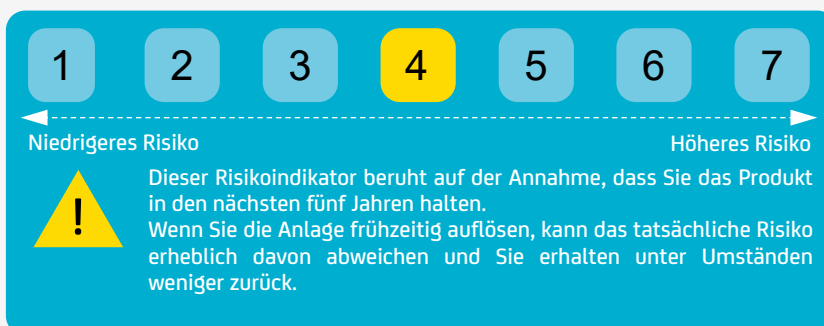 1 2 3 4 5 6 7
Niedrigeres Risiko Höheres Risiko
!
Dieser Risikoindikator beruht auf der Annahme, dass Sie das Produkt
in den nächsten fünf Jahren halten.
Wenn Sie die Anlage frühzeitig auflösen, kann das tatsächliche Risiko
erheblich davon abweichen und Sie erhalten unter Umständen
weniger zurück.